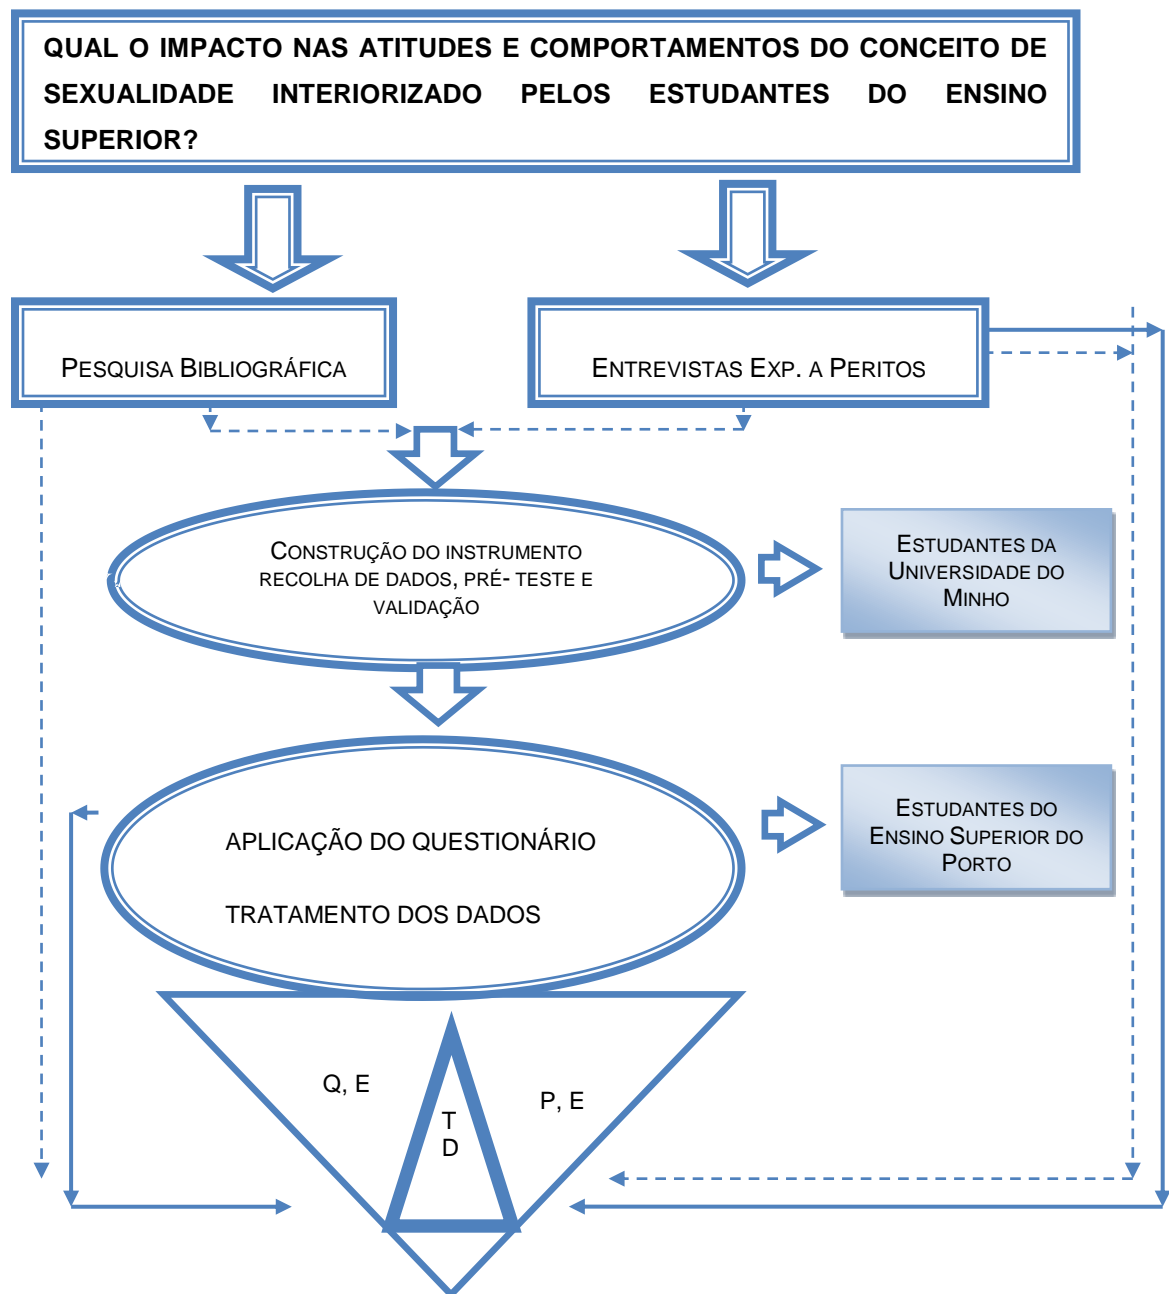 QUAL O IMPACTO NAS ATITUDES E COMPORTAMENTOS DO CONCEITO DE
SEXUALIDADE INTERIORIZADO PELOS ESTUDANTES DO ENSINO
SUPERIOR?
PESQUISA BIBLIOGRÁFICA
ENTREVISTAS EXP. A PERITOS
CONSTRUÇÃO DO INSTRUMENTO
RECOLHA DE DADOS, PRÉ- TESTE E
VALIDAÇÃO
ESTUDANTES DA
UNIVERSIDADE DO
MINHO
APLICAÇÃO DO QUESTIONÁRIO
TRATAMENTO DOS DADOS
ESTUDANTES DO
ENSINO SUPERIOR DO
PORTO
Q, E
P, E
T
D